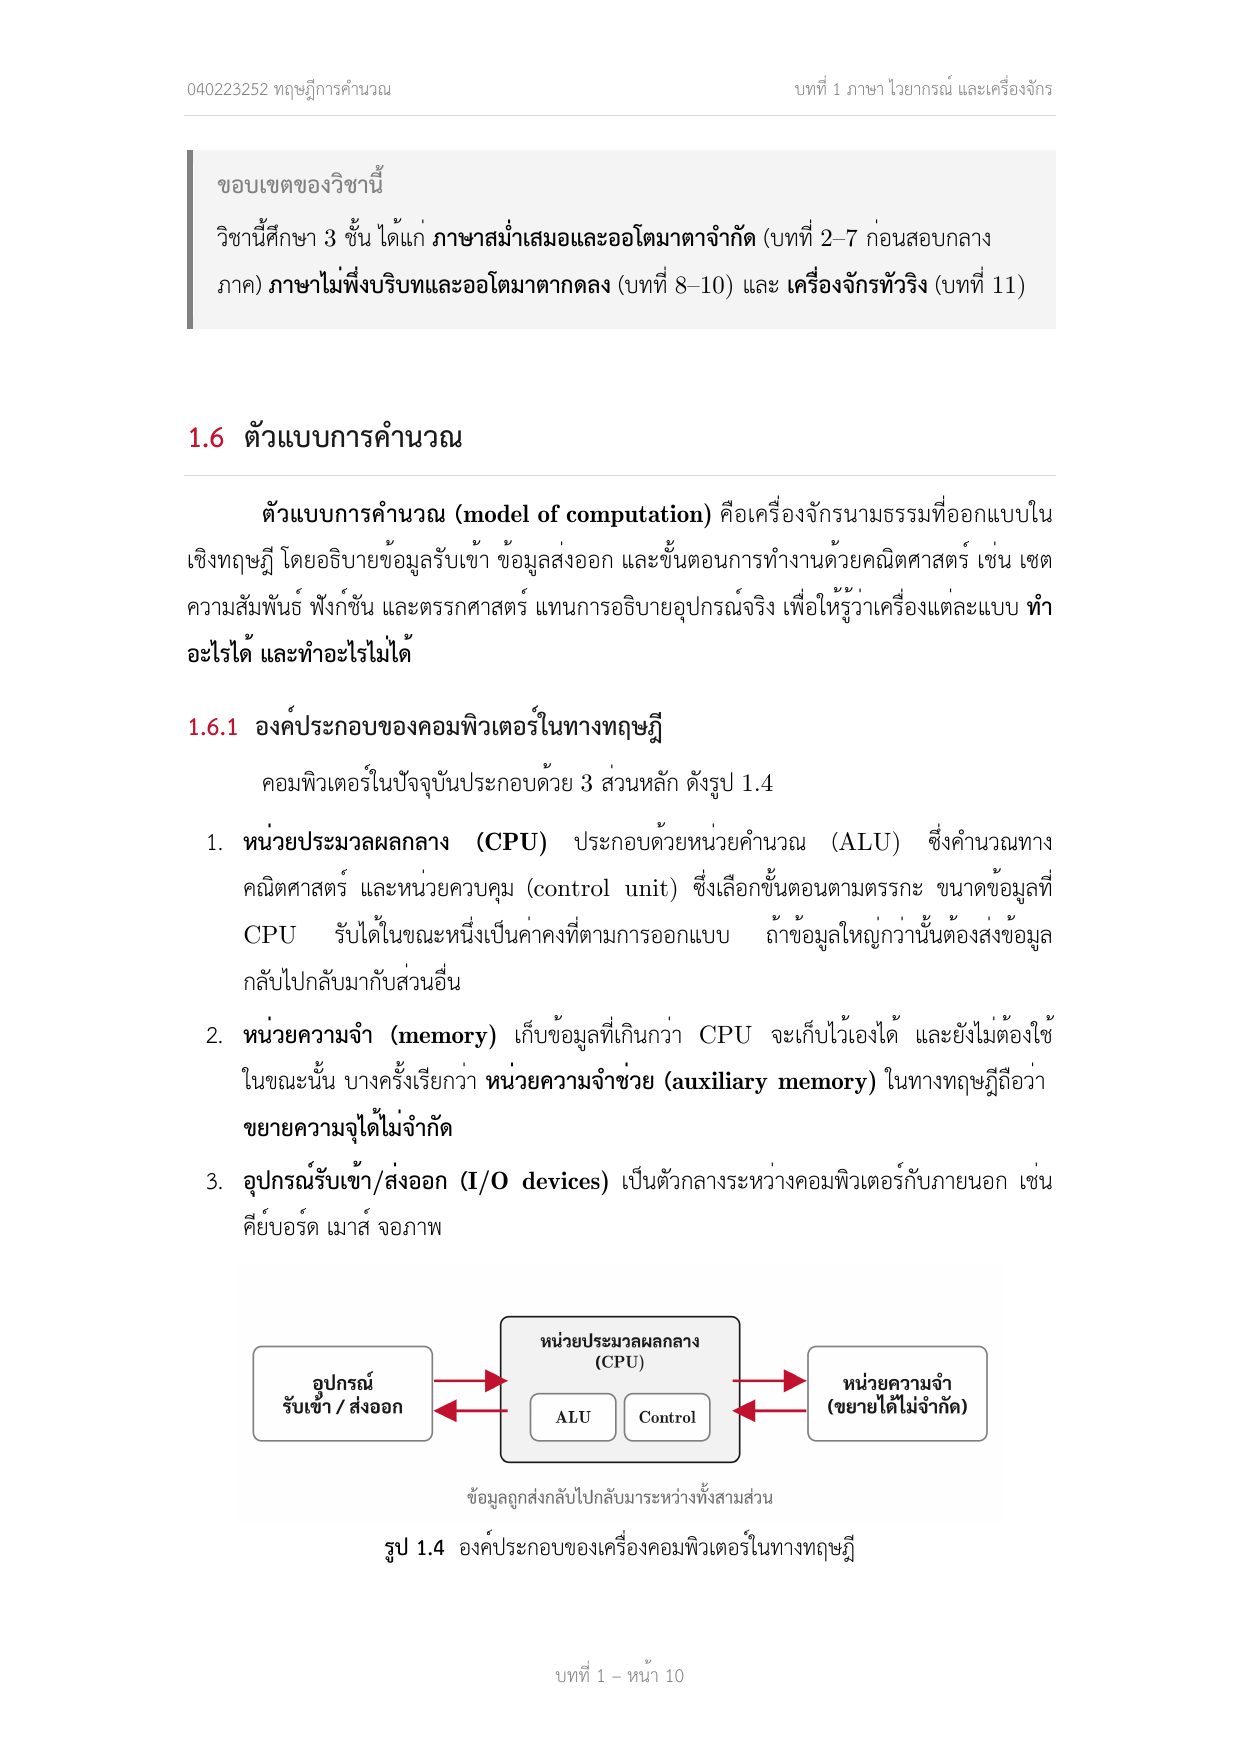 040223252 ทฤษฎีการคำนวณ
บทที่ 1 ภาษา ไวยากรณ์ และเครื่องจักร
ขอบเขตของวิชานี้
วิชานี้ศึกษา 3 ชั้น ได้แก่ ภาษาสม่ำเสมอและออโตมาตาจำกัด (บทที่ 2–7 ก่อนสอบกลาง
ภาค) ภาษาไม่พึ่งบริบทและออโตมาตากดลง (บทที่ 8–10) และ เครื่องจักรทัวริง (บทที่ 11)
1.6 ตัวแบบการคำนวณ
ตัวแบบการคำนวณ (model of computation) คือเครื่องจักรนามธรรมที่ออกแบบใน
เชิงทฤษฎี โดยอธิบายข้อมูลรับเข้า ข้อมูลส่งออก และขั้นตอนการทำงานด้วยคณิตศาสตร์ เช่น เซต
ความสัมพันธ์ ฟังก์ชัน และตรรกศาสตร์ แทนการอธิบายอุปกรณ์จริง เพื่อให้รู้ว่าเครื่องแต่ละแบบ ทำ
อะไรได้ และทำอะไรไม่ได้
1.6.1 องค์ประกอบของคอมพิวเตอร์ในทางทฤษฎี
คอมพิวเตอร์ในปัจจุบันประกอบด้วย 3 ส่วนหลัก ดังรูป 1.4
1. หน่วยประมวลผลกลาง (CPU) ประกอบด้วยหน่วยคำนวณ (ALU) ซึ่งคำนวณทาง
คณิตศาสตร์ และหน่วยควบคุม (control unit) ซึ่งเลือกขั้นตอนตามตรรกะ ขนาดข้อมูลที่
CPU รับได้ในขณะหนึ่งเป็นค่าคงที่ตามการออกแบบ ถ้าข้อมูลใหญ่กว่านั้นต้องส่งข้อมูล
กลับไปกลับมากับส่วนอื่น
2. หน่วยความจำ (memory) เก็บข้อมูลที่เกินกว่า CPU จะเก็บไว้เองได้ และยังไม่ต้องใช้
ในขณะนั้น บางครั้งเรียกว่า หน่วยความจำช่วย (auxiliary memory) ในทางทฤษฎีถือว่า
ขยายความจุได้ไม่จำกัด
3. อุปกรณ์รับเข้า/ส่งออก (I/O devices) เป็นตัวกลางระหว่างคอมพิวเตอร์กับภายนอก เช่น
คีย์บอร์ด เมาส์ จอภาพ
หน่วยประมวลผลกลาง
(CPU)
อุปกรณ์
รับเข้า / ส่งออก
ALU
Control
หน่วยความจำ
(ขยายได้ไม่จำกัด)
ข้อมูลถูกส่งกลับไปกลับมาระหว่างทั้งสามส่วน
รูป 1.4 องค์ประกอบของเครื่องคอมพิวเตอร์ในทางทฤษฎี
บทที่ 1 – หน้า 10